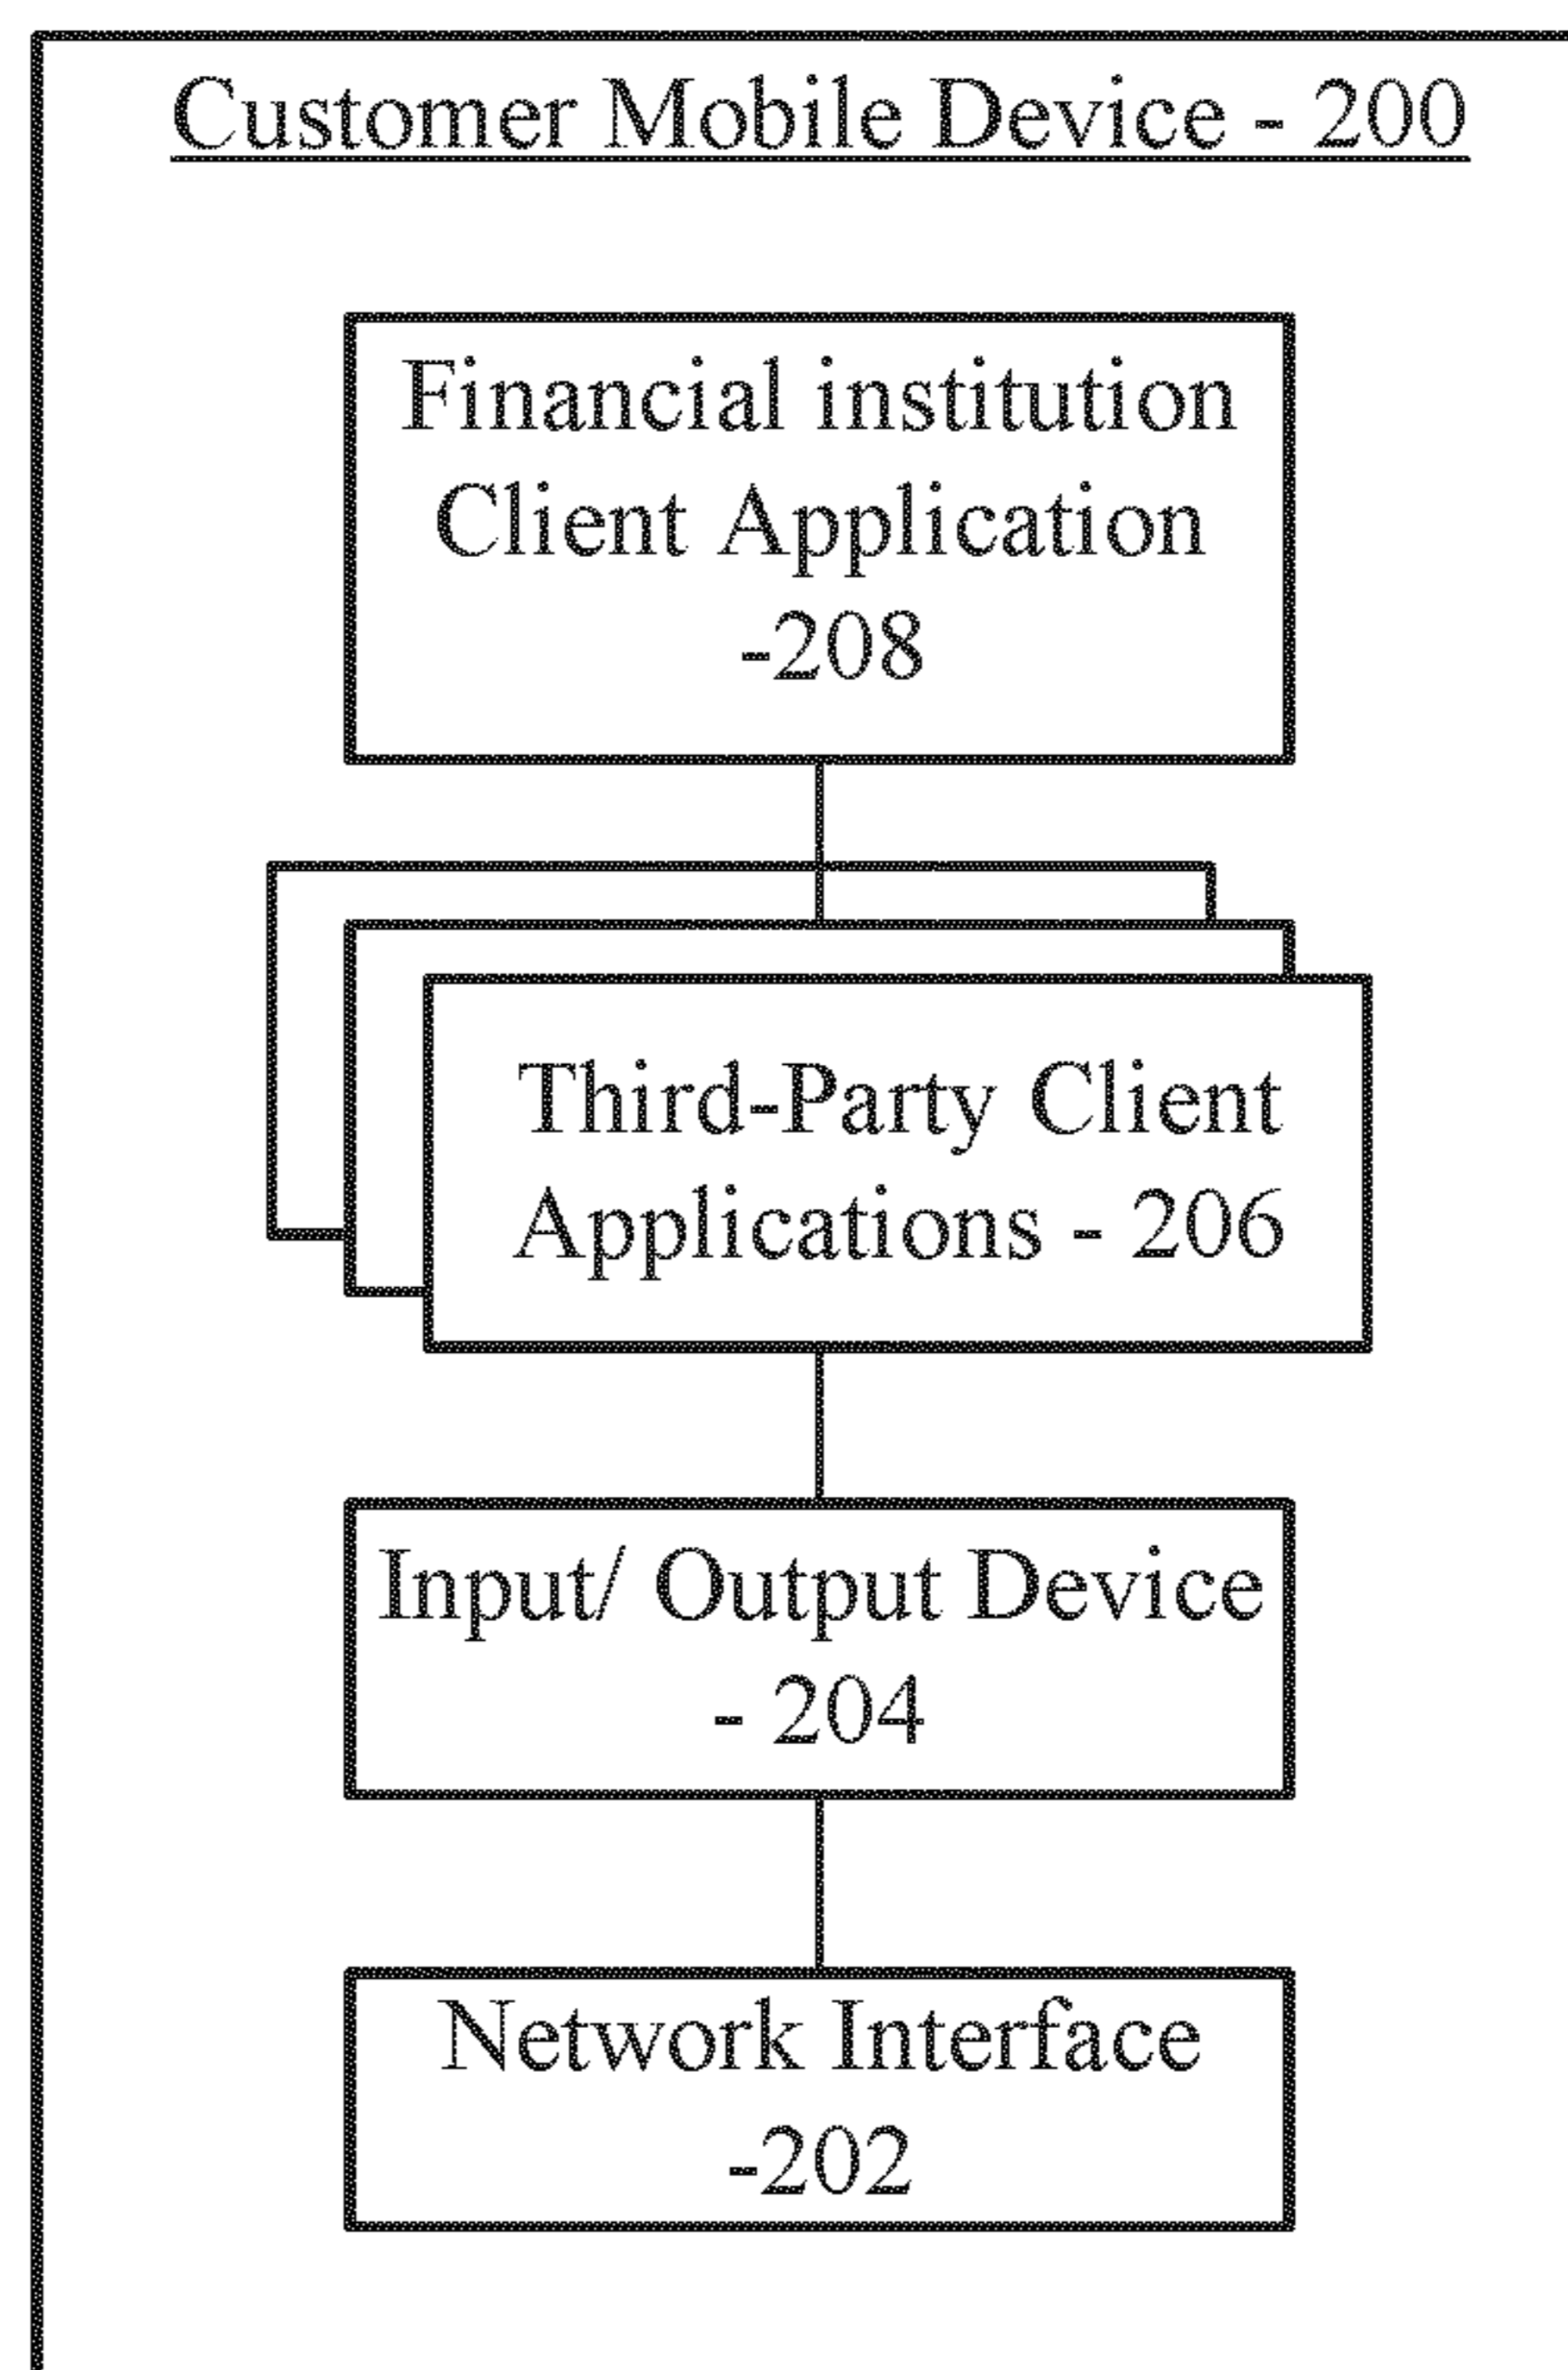 Customer Mobile Device - 200
Financial institution
Client Application
-208
Third-Party Client
Applications - 206
Input/ Output Device
- 204
Network Interface
-202